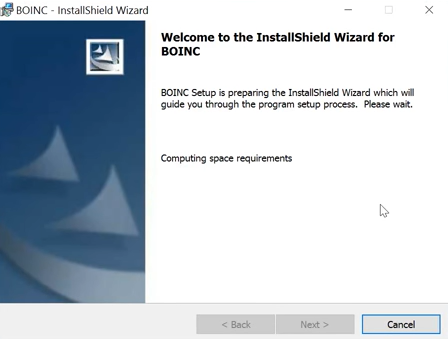 BOINC - InstallShield Wizard
Welcome to the InstallShield Wizard for
BOINC
BOINC Setup is preparing the InstallShield Wizard which will
guide you through the program setup process.  Please wait.
Computing space requirements
< Back
Next >
Cancel